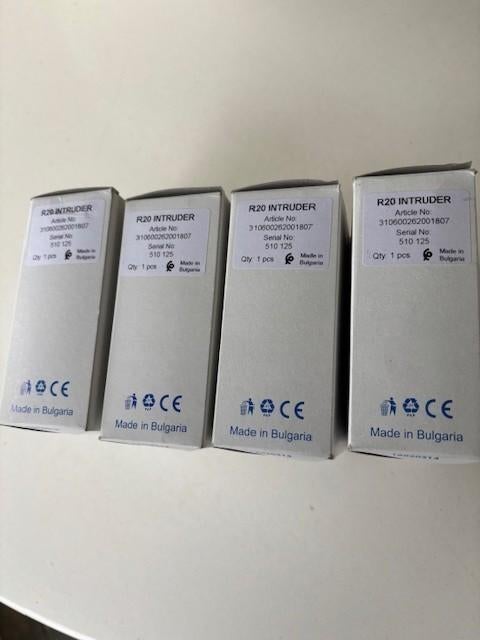 R20 INTRUDER
Article No:
310600262001807
Serial No:
510 125
Qty: 1 pcs
Made in
Bulgaria
PAP
CE
Made in Bulgaria
R20 INTRUDER
Article No:
310600262001807
Serial No:
510 125
Qty: 1 pcs
Made in
Bulgaria
PAP
CE
Made in Bulgaria
R20 INTRUDER
Article No:
310600262001807
Serial No:
510 125
Qty: 1 pcs
Made in
Bulgaria
PAP
CE
Made in Bulgaria
R20 INTRUDER
Article No:
310600262001807
Serial No:
510 125
Qty: 1 pcs
Made in
Bulgaria
PAP
CE
Made in Bulgaria